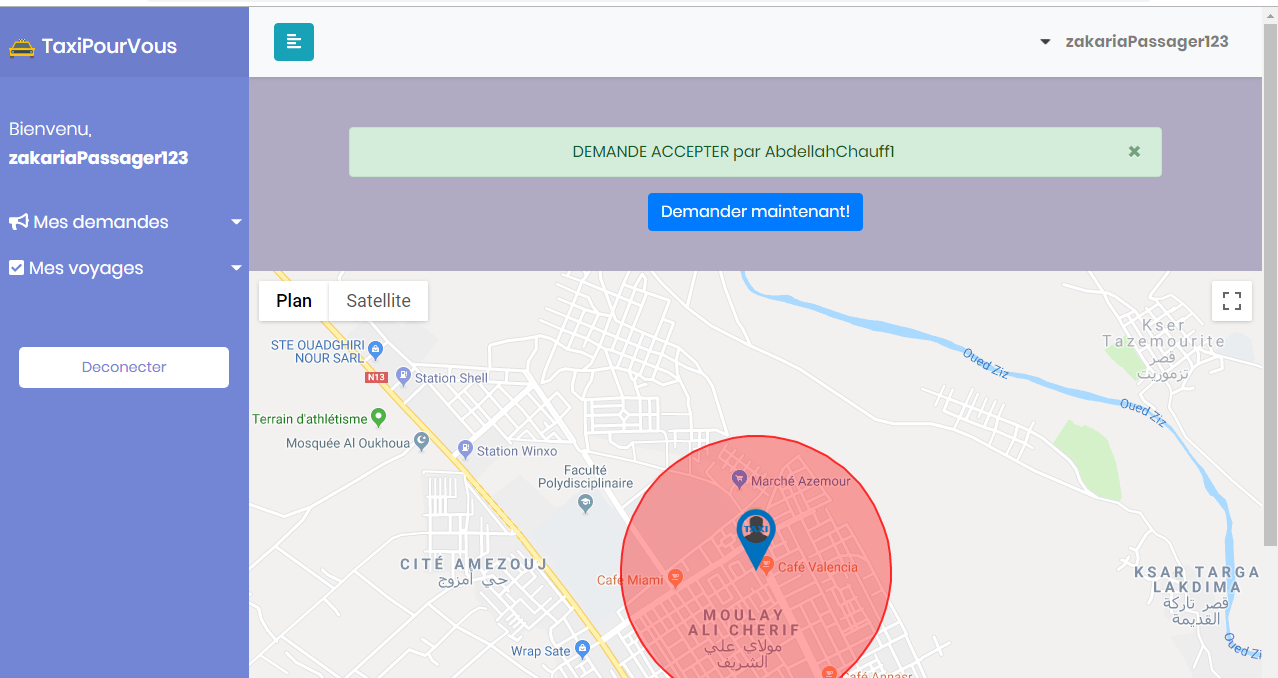 TaxiPourVous
zakariaPassager123
Bienvenu,
zakariaPassager123
Mes demandes
Mes voyages
Deconecter
DEMANDE ACCEPTER par AbdellahChauff1
×
Demander maintenant!
Plan
Satellite
STE OUADGHIRI
NOUR SARL
N13
Station Shell
Terrain d'athlétisme
Mosquée Al Oukhoua
Station Winxo
Faculté
Polydisciplinaire
Kser
Tazemourite
قصر
تزموريت
Oued Ziz
Oued Ziz
Marché Azemour
TAXI
Café Valencia
Café Miami
CITÉ AMEZOUJ
حي أمزوج
MOULAY
ALI CHERIF
مولاي علي
الشريف
KSAR TARGA
LAKDIMA
قصر تاركة
القديمة
Wrap Sate
Café Annasr
Oued Zi